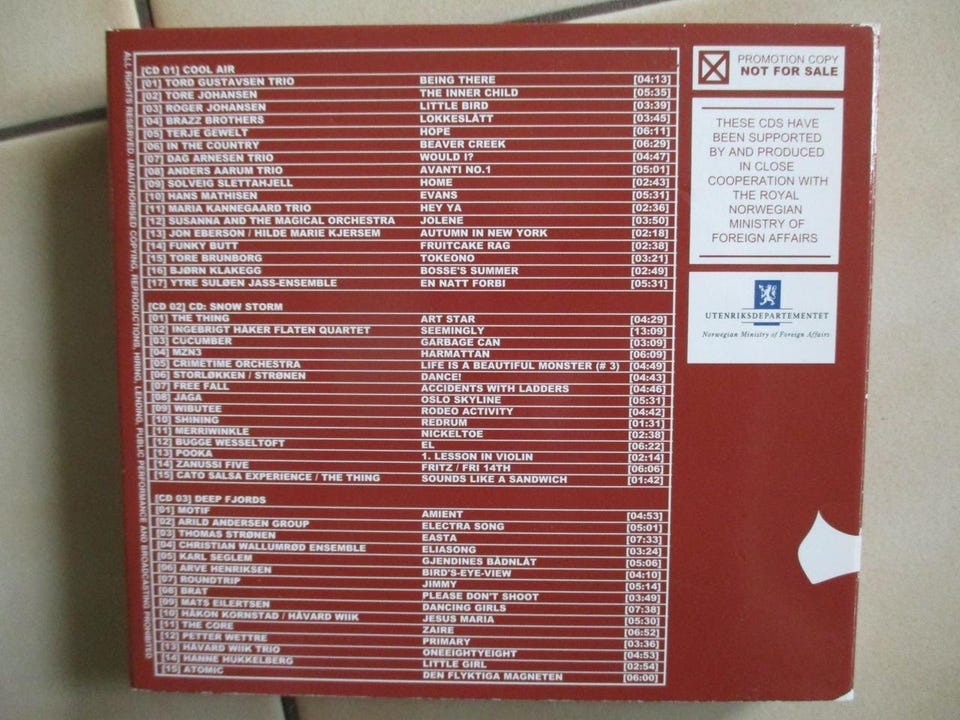 [CD 01] COOL AIR
[01] TORD GUSTAVSEN TRIO BEING THERE [04:13]
[02] TORE JOHANSEN THE INNER CHILD [05:35]
[03] ROGER JOHANSEN LITTLE BIRD [03:39]
[04] BRAZZ BROTHERS LOKKESLÅTT [03:45]
[05] TERJE GEWELT HOPE [06:11]
[06] IN THE COUNTRY BEAVER CREEK [06:29]
[07] DAG ARNESEN TRIO WOULD I? [04:47]
[08] ANDERS AARUM TRIO AVANTI NO.1 [05:01]
[09] SOLVEIG SLETTAHJELL HOME [02:43]
[10] HANS MATHISEN EVANS [05:31]
[11] MARIA KANNEGAARD TRIO HEY YA [02:36]
[12] SUSANNA AND THE MAGICAL ORCHESTRA JOLENE [03:50]
[13] JON EBERSON / HILDE MARIE KJERSEM AUTUMN IN NEW YORK [02:18]
[14] FUNKY BUTT FRUITCAKE RAG [02:38]
[15] TORE BRUNBORG TOKEONO [03:21]
[16] BJØRN KLAKEGG BOSSE'S SUMMER [02:49]
[17] YTRE SULØEN JASS-ENSEMBLE EN NATT FORBI [05:31]
[CD 02] CD: SNOW STORM
[01] THE THING ART STAR [04:29]
[02] INGEBRIGT HÅKER FLATEN QUARTET SEEMINGLY [13:09]
[03] CUCUMBER GARBAGE CAN [03:09]
[04] MZN3 HARMATTAN [06:09]
[05] CRIMETIME ORCHESTRA LIFE IS A BEAUTIFUL MONSTER (# 3) [04:49]
[06] STORLØKKEN / STRØNEN DANCE! [04:43]
[07] FREE FALL ACCIDENTS WITH LADDERS [04:46]
[08] JAGA OSLO SKYLINE [05:31]
[09] WIBUTEE RODEO ACTIVITY [04:42]
[10] SHINING REDRUM [01:31]
[11] MERRIWINKLE NICKELTOE [02:38]
[12] BUGGE WESSELTOFT EL [06:22]
[13] POOKA 1. LESSON IN VIOLIN [02:14]
[14] ZANUSSI FIVE FRITZ / FRI 14TH [06:06]
[15] CATO SALSA EXPERIENCE / THE THING SOUNDS LIKE A SANDWICH [01:42]
[CD 03] DEEP FJORDS
[01] MOTIF AMIENT [04:53]
[02] ARILD ANDERSEN GROUP ELECTRA SONG [05:01]
[03] THOMAS STRØNEN EASTA [07:33]
[04] CHRISTIAN WALLUMRØD ENSEMBLE ELIASONG [03:24]
[05] KARL SEGLEM GJENDINES BÅDNLÅT [05:06]
[06] ARVE HENRIKSEN BIRD'S-EYE-VIEW [04:10]
[07] ROUNDTRIP JIMMY [05:14]
[08] BRAT PLEASE DON'T SHOOT [03:49]
[09] MATS EILERTSEN DANCING GIRLS [07:38]
[10] HÅKON KORNSTAD / HÅVARD WIIK JESUS MARIA [05:30]
[11] THE CORE ZAIRE [06:52]
[12] PETTER WETTRE PRIMARY [03:36]
[13] HÅVARD WIIK TRIO ONEEIGHTYEIGHT [04:53]
[14] HANNE HUKKELBERG LITTLE GIRL [02:54]
[15] ATOMIC DEN FLYKTIGA MAGNETEN [06:00]
ALL RIGHTS RESERVED. UNAUTHORISED COPYING, REPRODUCTIONS, HIRING, LENDING, PUBLIC PERFORMANCE AND BROADCASTING PROHIBITED
PROMOTION COPY
NOT FOR SALE
THESE CDS HAVE
BEEN SUPPORTED
BY AND PRODUCED
IN CLOSE
COOPERATION WITH
THE ROYAL
NORWEGIAN
MINISTRY OF
FOREIGN AFFAIRS
UTENRIKSDEPARTEMENTET
Norwegian Ministry of Foreign Affairs